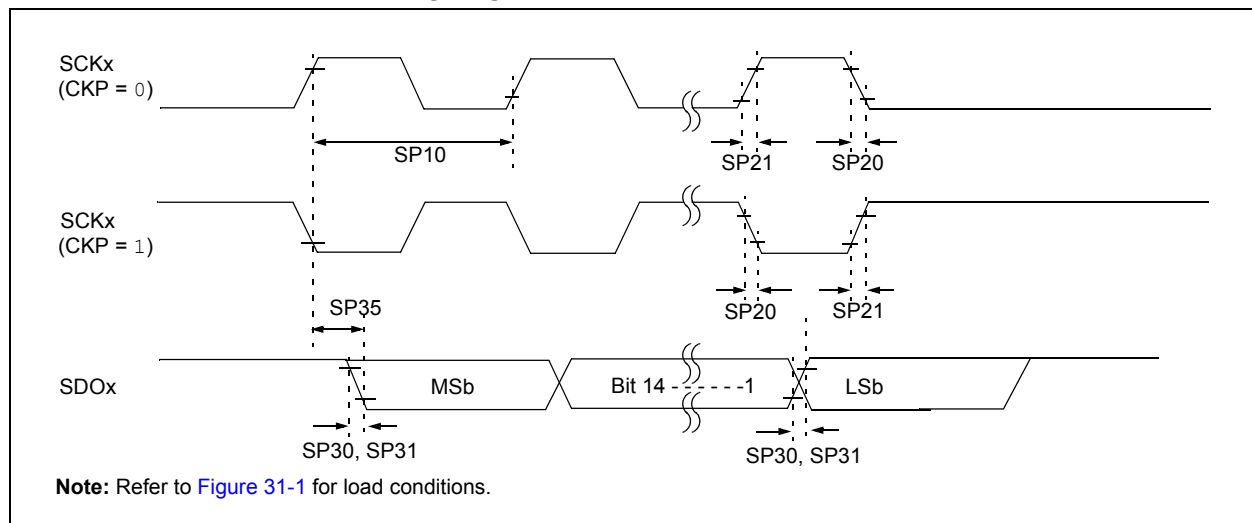 SCKx
(CKP = 0)
SP10
SP21
SP20
SCKx
(CKP = 1)
SP35
SP20
SP21
SDOx
MSb
Bit 14 - - - - - -1
LSb
SP30, SP31
SP30, SP31
Note: Refer to Figure 31-1 for load conditions.